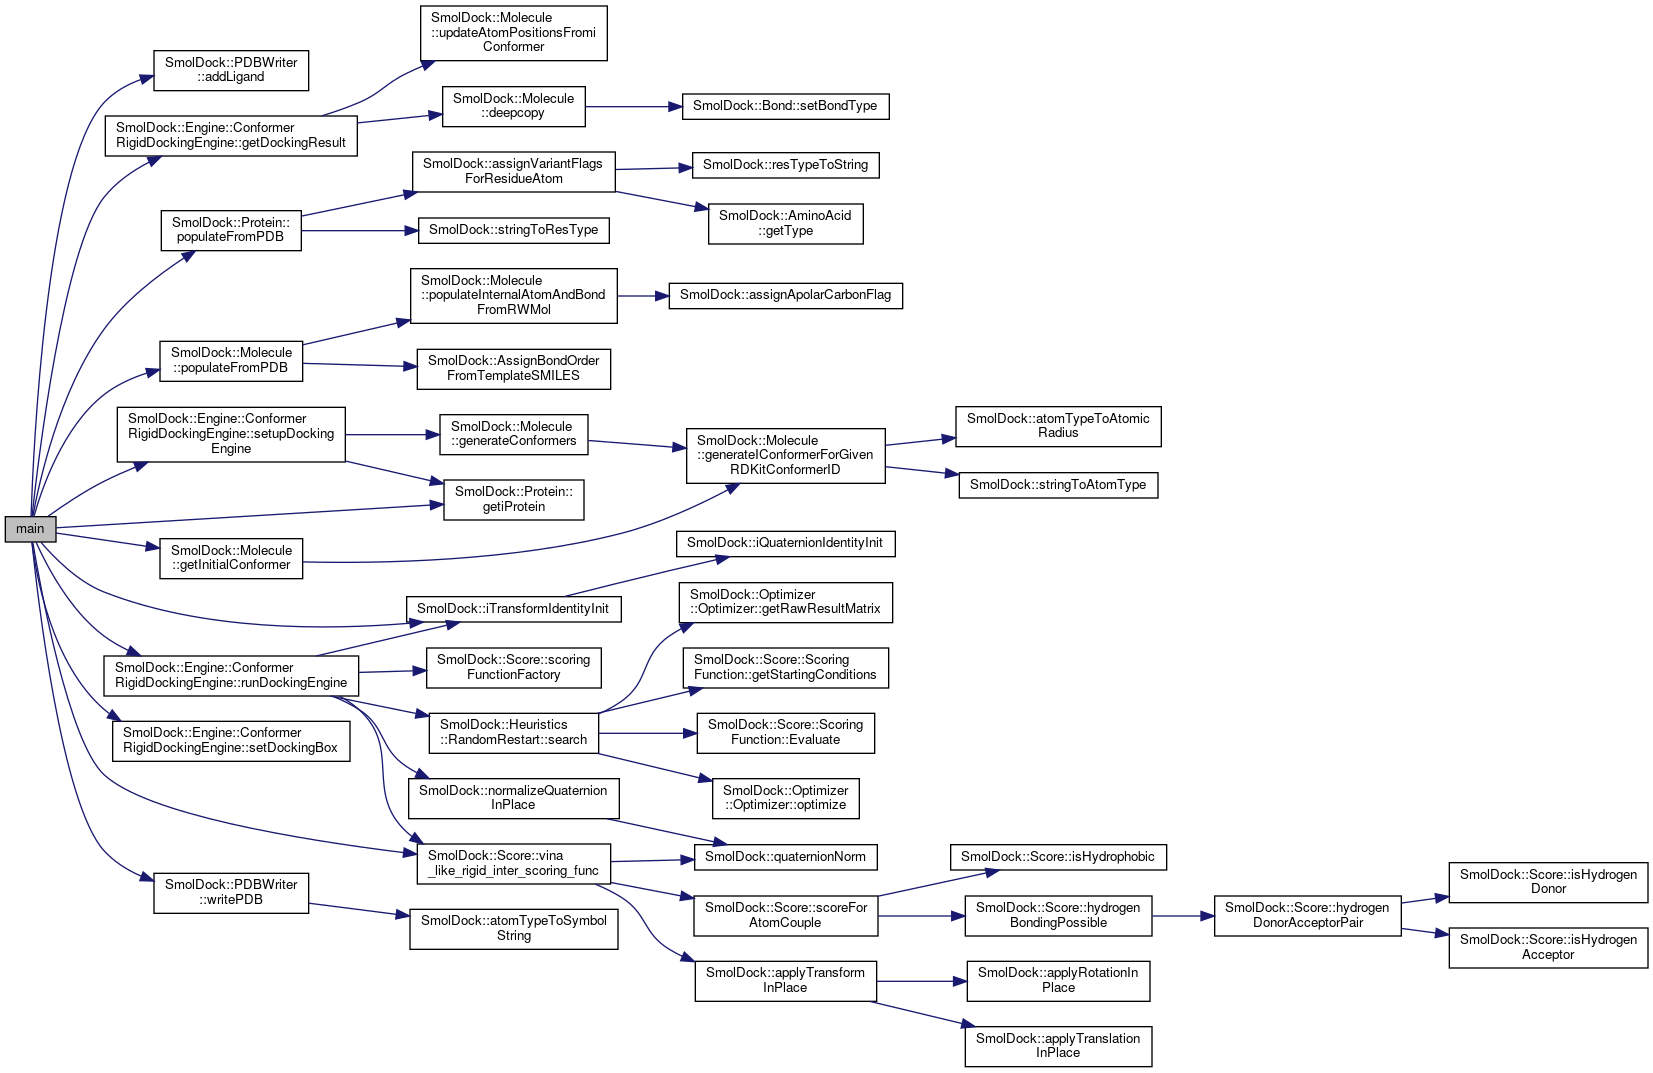 main
SmolDock::PDBWriter
::addLigand
SmolDock::Engine::Conformer
RigidDockingEngine::getDockingResult
SmolDock::Molecule
::updateAtomPositionsFromi
Conformer
SmolDock::Molecule
::deepcopy
SmolDock::Bond::setBondType
SmolDock::Protein::
populateFromPDB
SmolDock::assignVariantFlags
ForResidueAtom
SmolDock::resTypeToString
SmolDock::AminoAcid
::getType
SmolDock::stringToResType
SmolDock::Molecule
::populateFromPDB
SmolDock::Molecule
::populateInternalAtomAndBond
FromRWMol
SmolDock::assignApolarCarbonFlag
SmolDock::AssignBondOrder
FromTemplateSMILES
SmolDock::Engine::Conformer
RigidDockingEngine::setupDocking
Engine
SmolDock::Molecule
::generateConformers
SmolDock::Molecule
::generateIConformerForGiven
RDKitConformerID
SmolDock::atomTypeToAtomic
Radius
SmolDock::stringToAtomType
SmolDock::Protein::
getiProtein
SmolDock::Molecule
::getInitialConformer
SmolDock::iTransformIdentityInit
SmolDock::iQuaternionIdentityInit
SmolDock::Engine::Conformer
RigidDockingEngine::runDockingEngine
SmolDock::Score::scoring
FunctionFactory
SmolDock::Heuristics
::RandomRestart::search
SmolDock::Optimizer
::Optimizer::getRawResultMatrix
SmolDock::Score::Scoring
Function::getStartingConditions
SmolDock::Score::Scoring
Function::Evaluate
SmolDock::Optimizer
::Optimizer::optimize
SmolDock::Engine::Conformer
RigidDockingEngine::setDockingBox
SmolDock::normalizeQuaternion
InPlace
SmolDock::quaternionNorm
SmolDock::Score::vina
_like_rigid_inter_scoring_func
SmolDock::Score::scoreFor
AtomCouple
SmolDock::Score::isHydrophobic
SmolDock::Score::hydrogen
BondingPossible
SmolDock::Score::hydrogen
DonorAcceptorPair
SmolDock::Score::isHydrogen
Donor
SmolDock::Score::isHydrogen
Acceptor
SmolDock::applyTransform
InPlace
SmolDock::applyRotationIn
Place
SmolDock::applyTranslation
InPlace
SmolDock::PDBWriter
::writePDB
SmolDock::atomTypeToSymbol
String